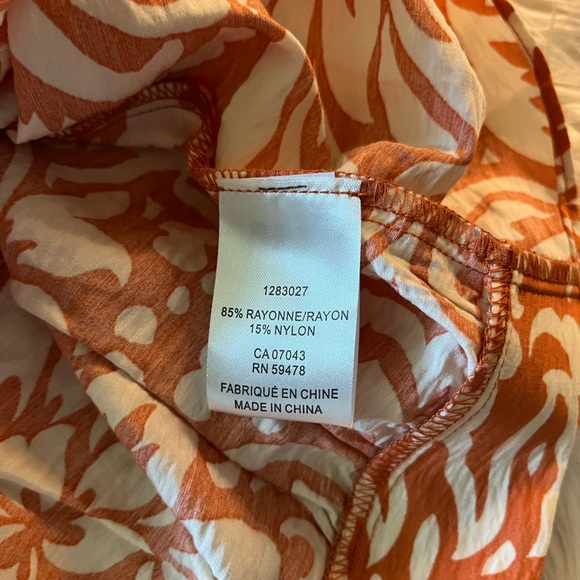 1283027
85% RAYONNE/RAYON
15% NYLON
CA 07043
RN 59478
FABRIQUÉ EN CHINE
MADE IN CHINA